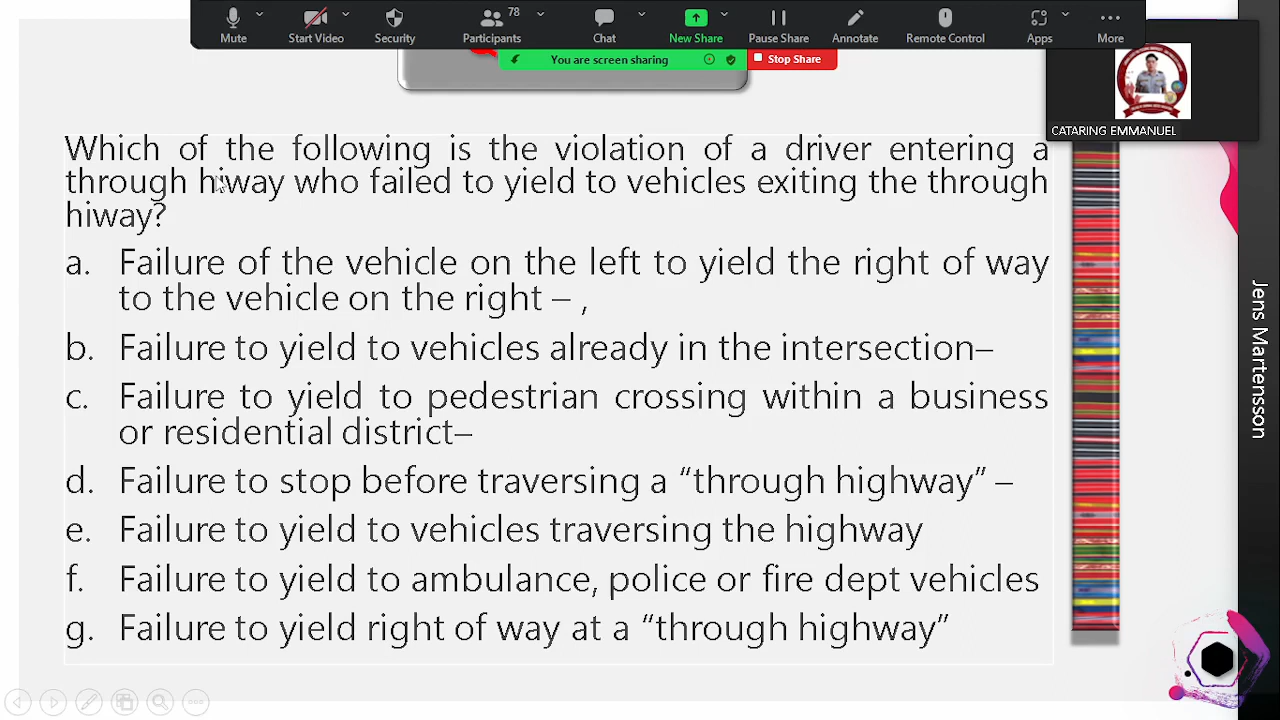 Mute
Start Video
Security
Participants
78
Chat
New Share
Pause Share
Annotate
Remote Control
Apps
More
You are screen sharing
Stop Share
CATARING EMMANUEL
Which of the following is the violation of a driver entering a
through hiway who failed to yield to vehicles exiting the through
hiway?
a. Failure of the vehicle on the left to yield the right of way
to the vehicle on the right – ,
b. Failure to yield to vehicles already in the intersection–
c. Failure to yield to pedestrian crossing within a business
or residential district–
d. Failure to stop before traversing a “through highway” –
e. Failure to yield to vehicles traversing the highway
f. Failure to yield to ambulance, police or fire dept vehicles
g. Failure to yield right of way at a “through highway”
Jens Martensson